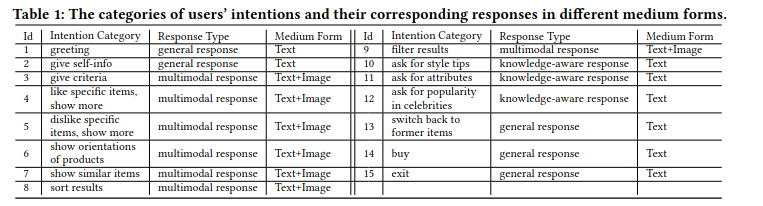 Table 1: The categories of users' intentions and their corresponding responses in different medium forms.
Id Intention Category Response Type Medium Form Id Intention Category Response Type Medium Form
1 greeting general response Text 9 filter results multimodal response Text+Image
2 give self-info general response Text 10 ask for style tips knowledge-aware response Text
3 give criteria multimodal response Text+Image 11 ask for attributes knowledge-aware response Text
4 like specific items, show more multimodal response Text+Image 12 ask for popularity in celebrities knowledge-aware response Text
5 dislike specific items, show more multimodal response Text+Image 13 switch back to former items general response Text
6 show orientations of products multimodal response Text+Image 14 buy general response Text
7 show similar items multimodal response Text+Image 15 exit general response Text
8 sort results multimodal response Text+Image